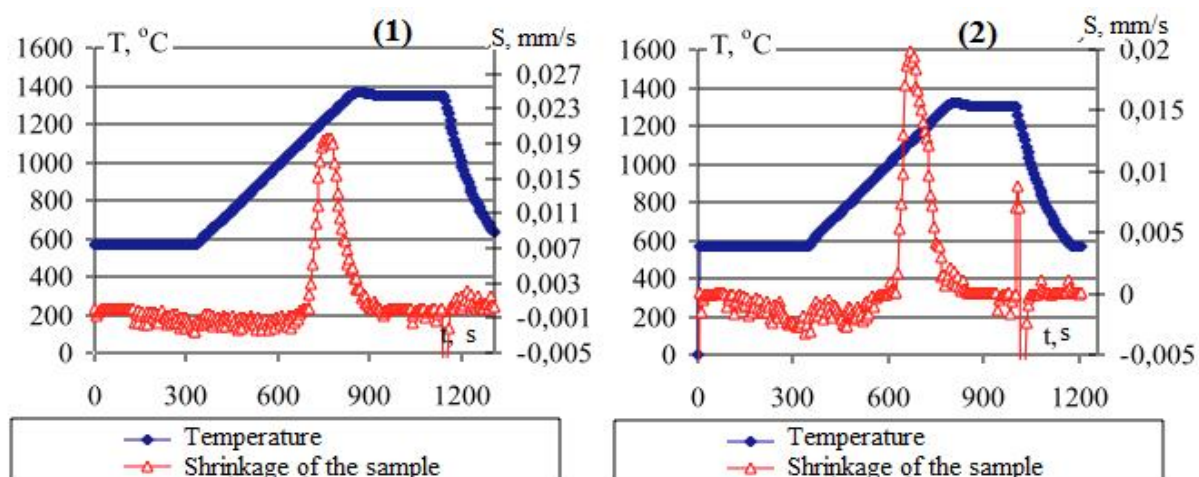 (1)
T, °C
S, mm/s
1600
1400
1200
1000
800
600
400
200
0
0,027
0,023
0,019
0,015
0,011
0,007
0,003
-0,001
-0,005
t, s
0 300 600 900 1200
Temperature
Shrinkage of the sample
(2)
T, °C
S, mm/s
1600
1400
1200
1000
800
600
400
200
0
0,02
0,015
0,01
0,005
0
-0,005
t, s
0 300 600 900 1200
Temperature
Shrinkage of the sample